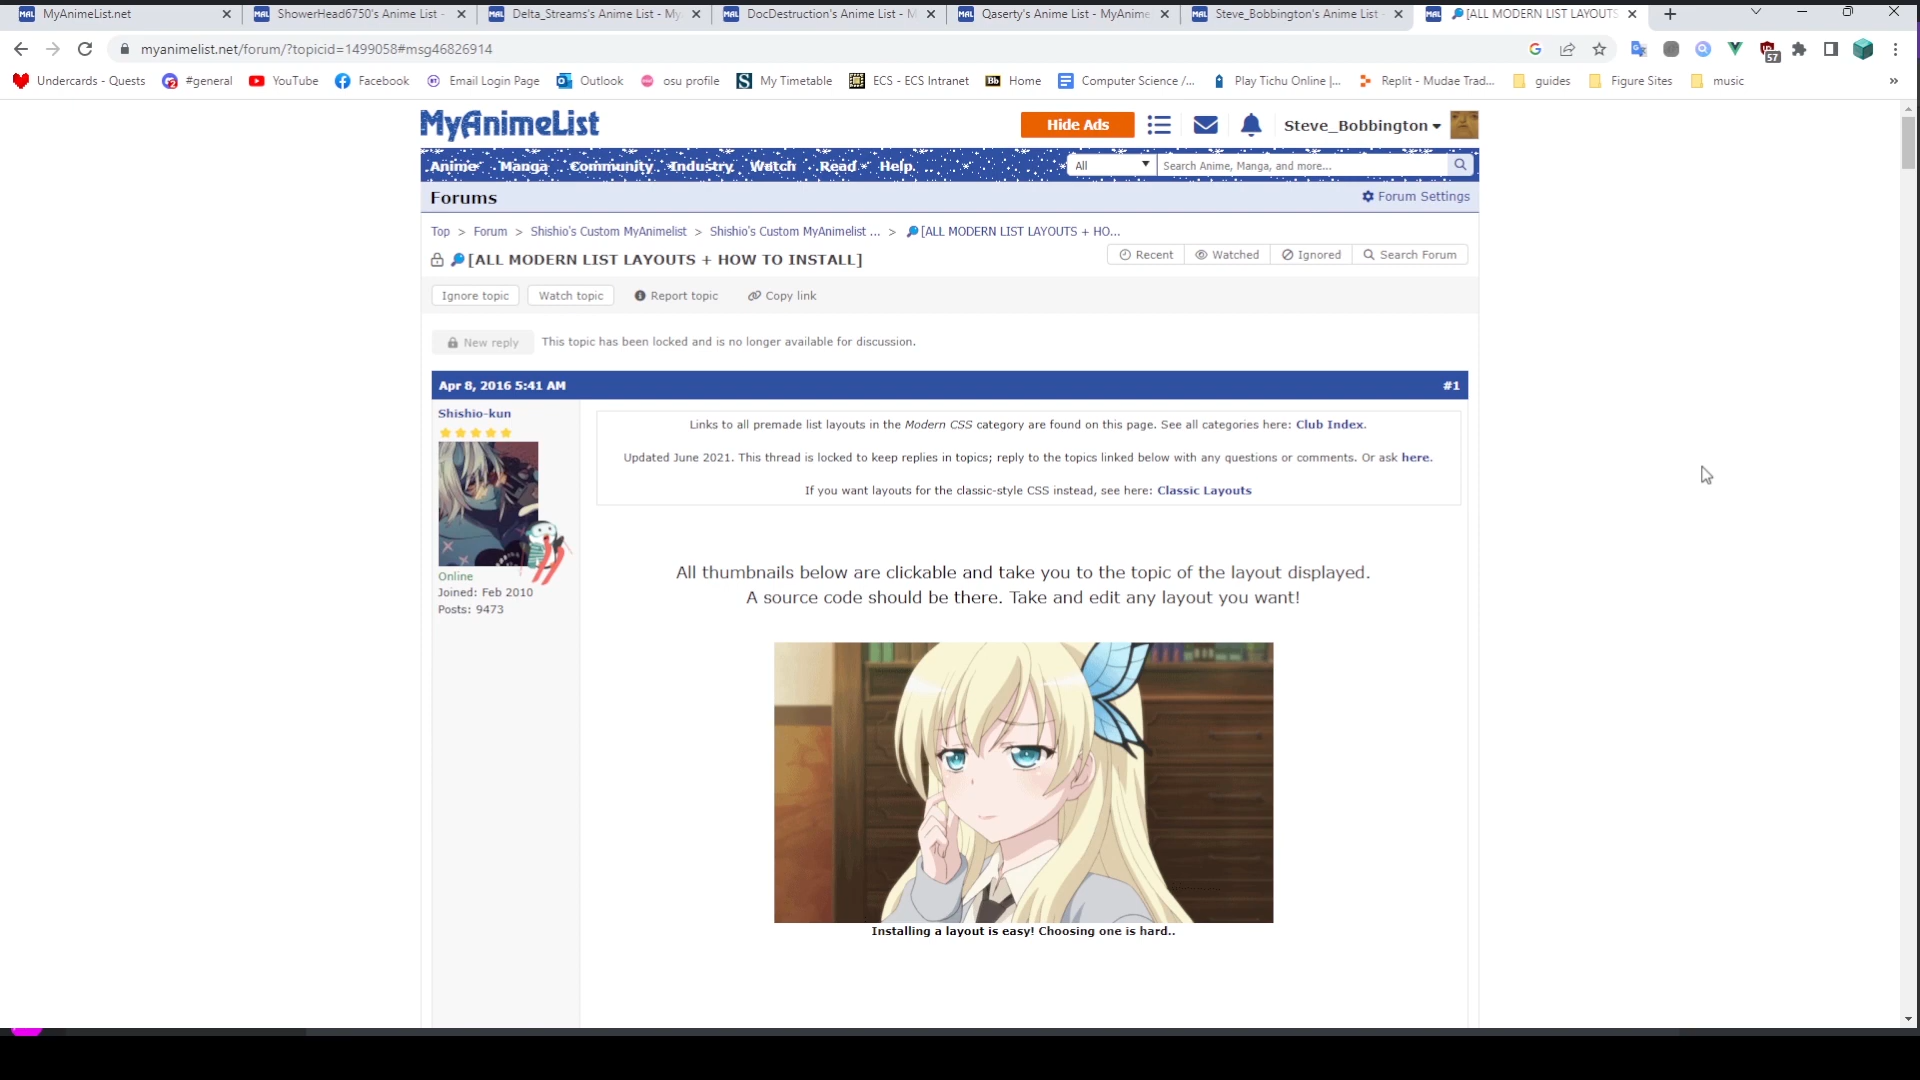 MyAnimeList.net
ShowerHead6750's Anime List -
Delta_Streams's Anime List - My
DocDestruction's Anime List - M
Qaserty's Anime List - MyAnime
Steve_Bobbington's Anime List -
[ALL MODERN LIST LAYOUTS
myanimelist.net/forum/?topicid=1499058#msg46826914
57
Undercards - Quests
#general
YouTube
Facebook
Email Login Page
Outlook
osu profile
My Timetable
ECS - ECS Intranet
Home
Computer Science /...
Play Tichu Online |...
Replit - Mudae Trad...
guides
Figure Sites
music
»
MyAnimeList
Hide Ads
Steve_Bobbington
Anime Manga Community Industry Watch Read Help
All
Search Anime, Manga, and more...
Forums
Forum Settings
Top > Forum > Shishio's Custom MyAnimelist > Shishio's Custom MyAnimelist ... > [ALL MODERN LIST LAYOUTS + HO...
[ALL MODERN LIST LAYOUTS + HOW TO INSTALL]
Recent Watched Ignored Search Forum
Ignore topic Watch topic Report topic Copy link
New reply This topic has been locked and is no longer available for discussion.
Apr 8, 2016 5:41 AM #1
Shishio-kun
Online
Joined: Feb 2010
Posts: 9473
Links to all premade list layouts in the Modern CSS category are found on this page. See all categories here: Club Index.
Updated June 2021. This thread is locked to keep replies in topics; reply to the topics linked below with any questions or comments. Or ask here.
If you want layouts for the classic-style CSS instead, see here: Classic Layouts
All thumbnails below are clickable and take you to the topic of the layout displayed.
A source code should be there. Take and edit any layout you want!
Installing a layout is easy! Choosing one is hard..